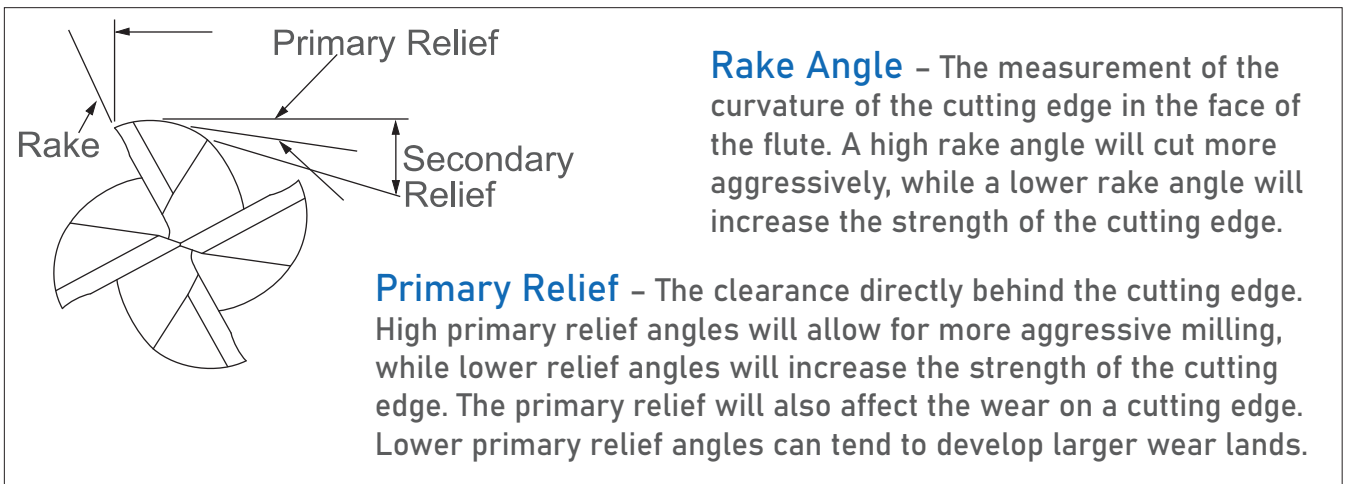 Primary Relief
Rake
Secondary
Relief
Rake Angle – The measurement of the
curvature of the cutting edge in the face of
the flute. A high rake angle will cut more
aggressively, while a lower rake angle will
increase the strength of the cutting edge.
Primary Relief – The clearance directly behind the cutting edge.
High primary relief angles will allow for more aggressive milling,
while lower relief angles will increase the strength of the cutting
edge. The primary relief will also affect the wear on a cutting edge.
Lower primary relief angles can tend to develop larger wear lands.